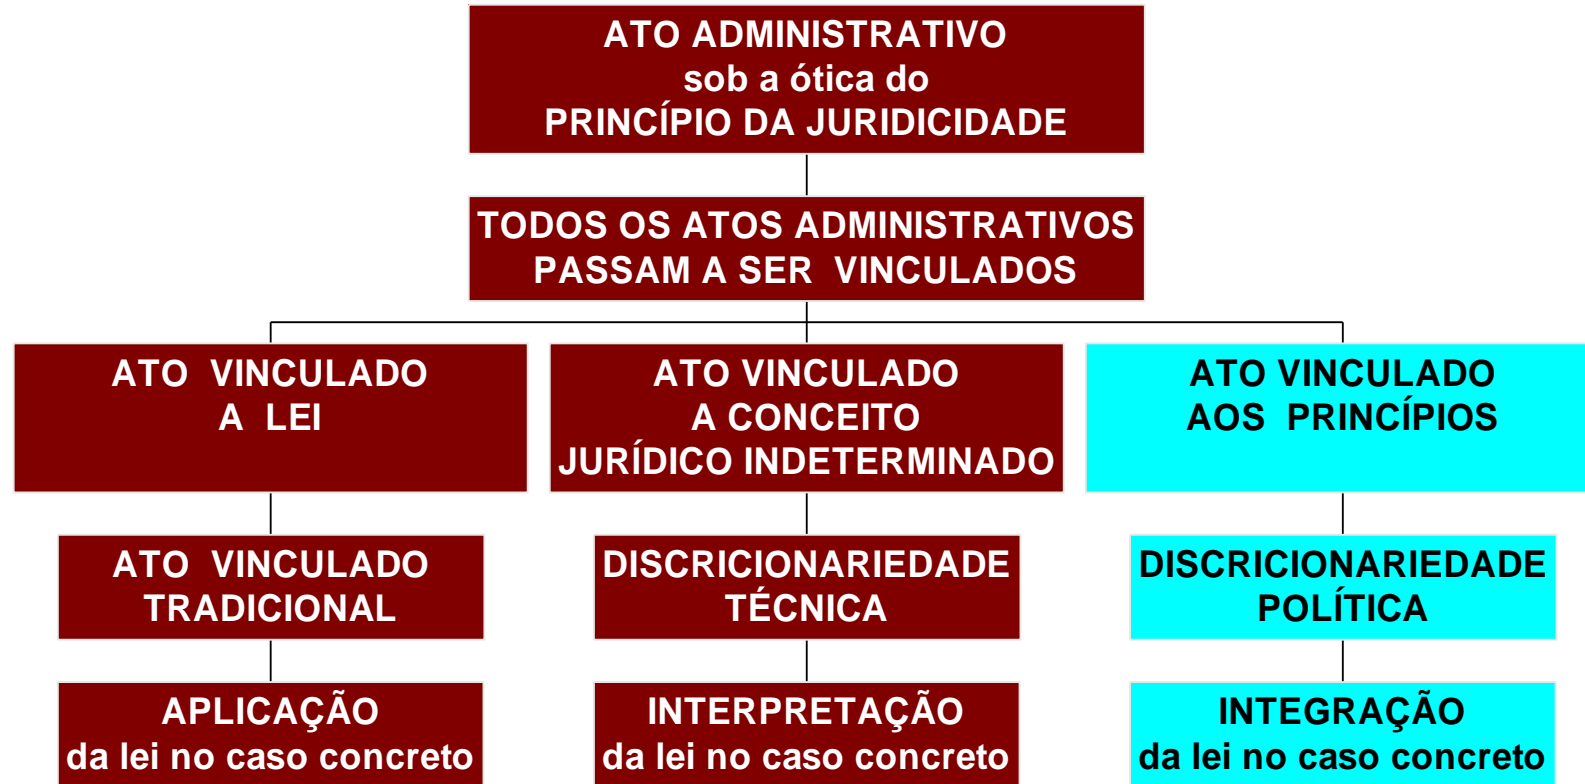 ATO ADMINISTRATIVO
sob a ótica do
PRINCÍPIO DA JURIDICIDADE
TODOS OS ATOS ADMINISTRATIVOS
PASSAM A SER VINCULADOS
ATO VINCULADO
A LEI
ATO VINCULADO
A CONCEITO
JURÍDICO INDETERMINADO
ATO VINCULADO
AOS PRINCÍPIOS
ATO VINCULADO
TRADICIONAL
DISCRICIONARIEDADE
TÉCNICA
DISCRICIONARIEDADE
POLÍTICA
APLICAÇÃO
da lei no caso concreto
INTERPRETAÇÃO
da lei no caso concreto
INTEGRAÇÃO
da lei no caso concreto